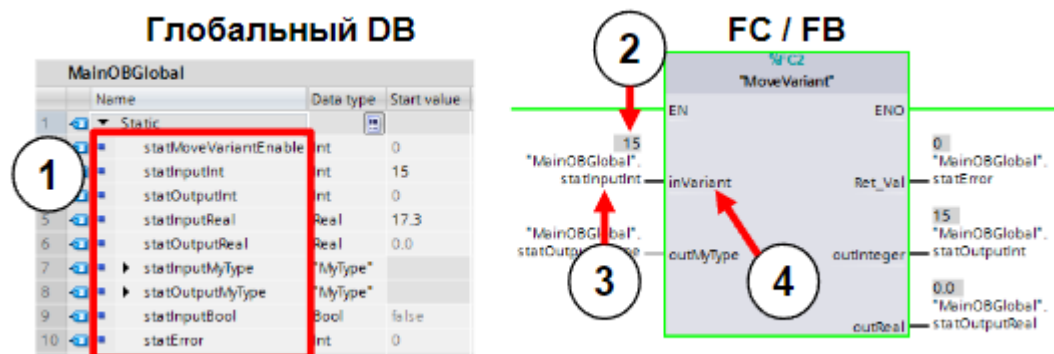 Глобальный DB
FC / FB
MainOBGlobal
Name Data type Start value
1 Static
statMoveVariantEnable Int 0
statInputInt Int 15
statOutputInt Int 0
5 statInputReal Real 17.3
6 statOutputReal Real 0.0
7 statInputMyType "MyType"
8 statOutputMyType "MyType"
9 statInputBool Bool false
10 statError Int 0
1
2
%FC2
"MoveVariant"
EN ENO
15
"MainOBGlobal".
statInputInt
inVariant
"MainOBGlobal".
outMyType
3
4
0
"MainOBGlobal".
Ret_Val statError
15
"MainOBGlobal".
outInteger statOutputInt
0.0
"MainOBGlobal".
outReal statOutputReal